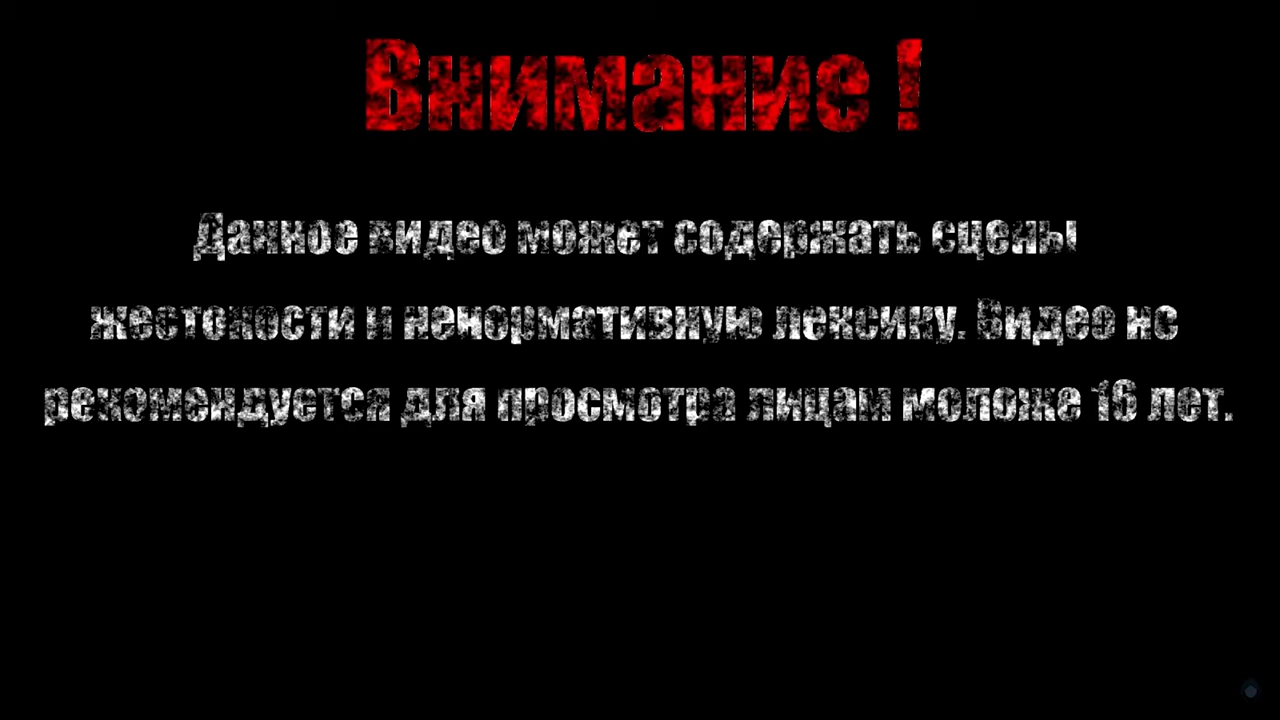 Внимание !
Данное видео может содержать сцены
жестокости и ненормативную лексику. Видео не
рекомендуется для просмотра лицам моложе 16 лет.